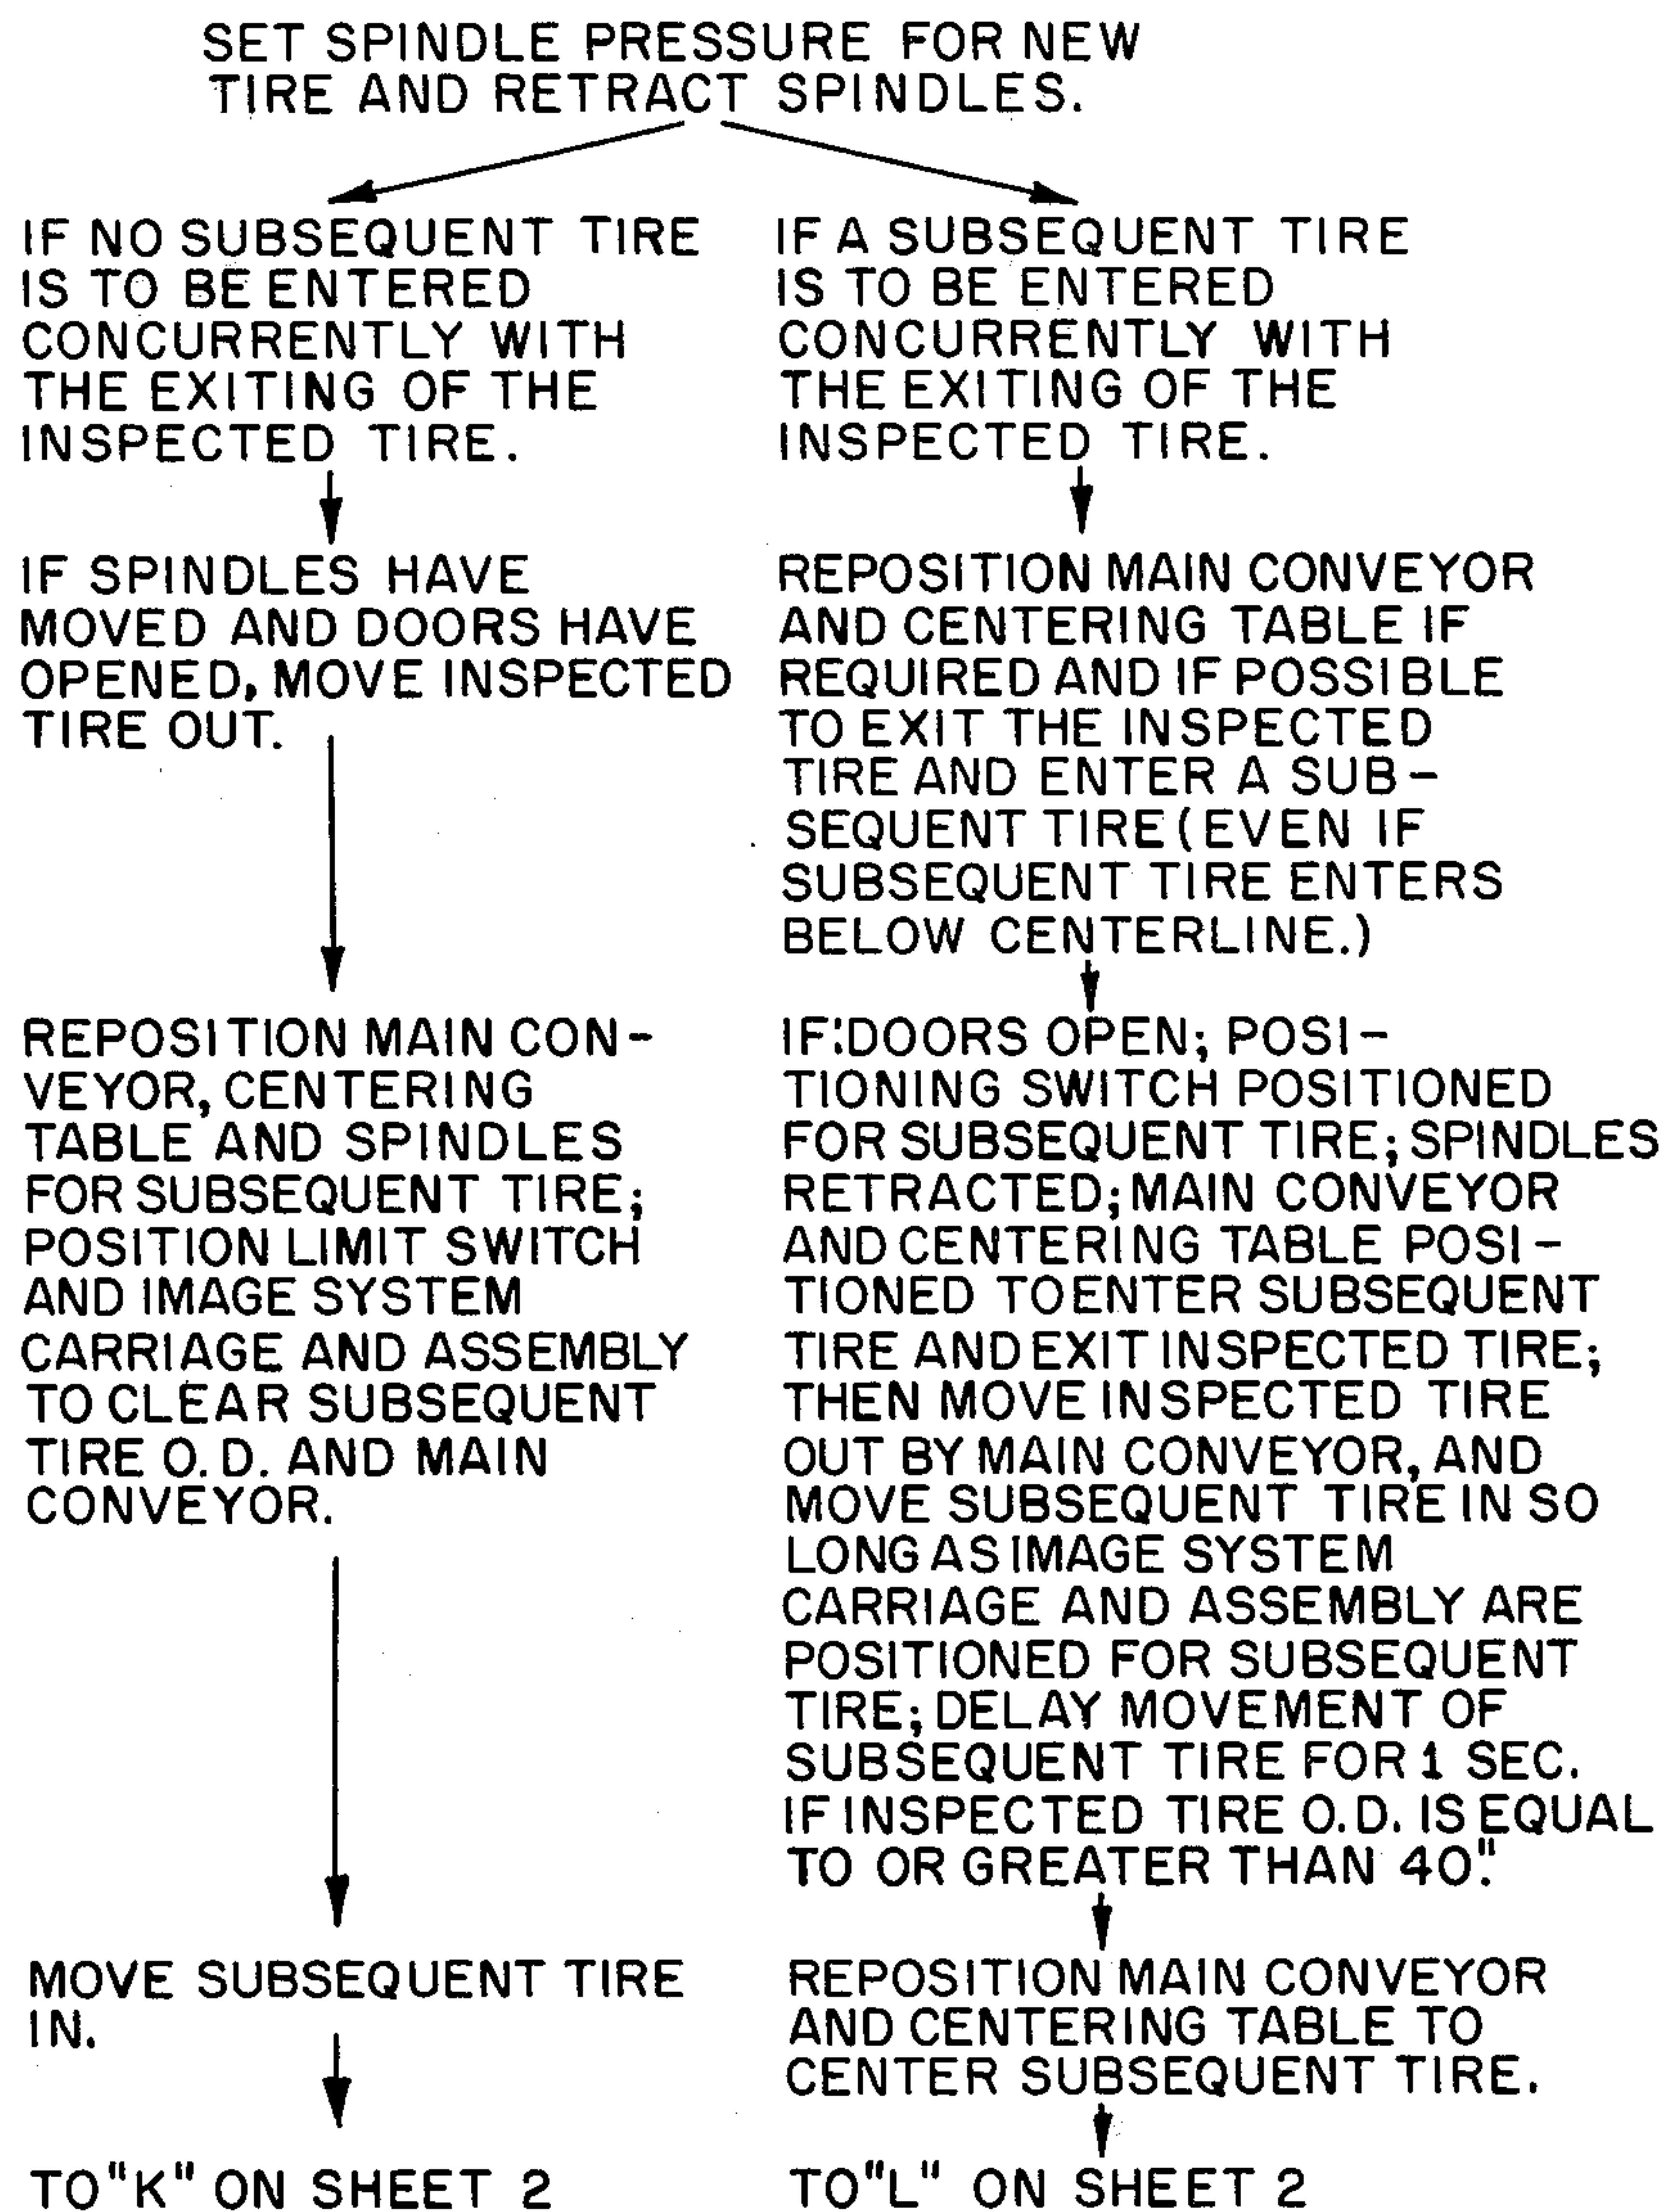 SET SPINDLE PRESSURE FOR NEW
TIRE AND RETRACT SPINDLES.
IF NO SUBSEQUENT TIRE
IS TO BE ENTERED
CONCURRENTLY WITH
THE EXITING OF THE
INSPECTED TIRE.
IF SPINDLES HAVE
MOVED AND DOORS HAVE
OPENED, MOVE INSPECTED
TIRE OUT.
REPOSITION MAIN CON-
VEYOR, CENTERING
TABLE AND SPINDLES
FOR SUBSEQUENT TIRE;
POSITION LIMIT SWITCH
AND IMAGE SYSTEM
CARRIAGE AND ASSEMBLY
TO CLEAR SUBSEQUENT
TIRE O.D. AND MAIN
CONVEYOR.
MOVE SUBSEQUENT TIRE
IN.
TO "K" ON SHEET 2
IF A SUBSEQUENT TIRE
IS TO BE ENTERED
CONCURRENTLY WITH
THE EXITING OF THE
INSPECTED TIRE.
REPOSITION MAIN CONVEYOR
AND CENTERING TABLE IF
REQUIRED AND IF POSSIBLE
TO EXIT THE INSPECTED
TIRE AND ENTER A SUB-
SEQUENT TIRE (EVEN IF
SUBSEQUENT TIRE ENTERS
BELOW CENTERLINE.)
IF: DOORS OPEN; POSI-
TIONING SWITCH POSITIONED
FOR SUBSEQUENT TIRE; SPINDLES
RETRACTED; MAIN CONVEYOR
AND CENTERING TABLE POSI-
TIONED TO ENTER SUBSEQUENT
TIRE AND EXIT INSPECTED TIRE;
THEN MOVE INSPECTED TIRE
OUT BY MAIN CONVEYOR, AND
MOVE SUBSEQUENT TIRE IN SO
LONG AS IMAGE SYSTEM
CARRIAGE AND ASSEMBLY ARE
POSITIONED FOR SUBSEQUENT
TIRE; DELAY MOVEMENT OF
SUBSEQUENT TIRE FOR 1 SEC.
IF INSPECTED TIRE O.D. IS EQUAL
TO OR GREATER THAN 40".
REPOSITION MAIN CONVEYOR
AND CENTERING TABLE TO
CENTER SUBSEQUENT TIRE.
TO "L" ON SHEET 2